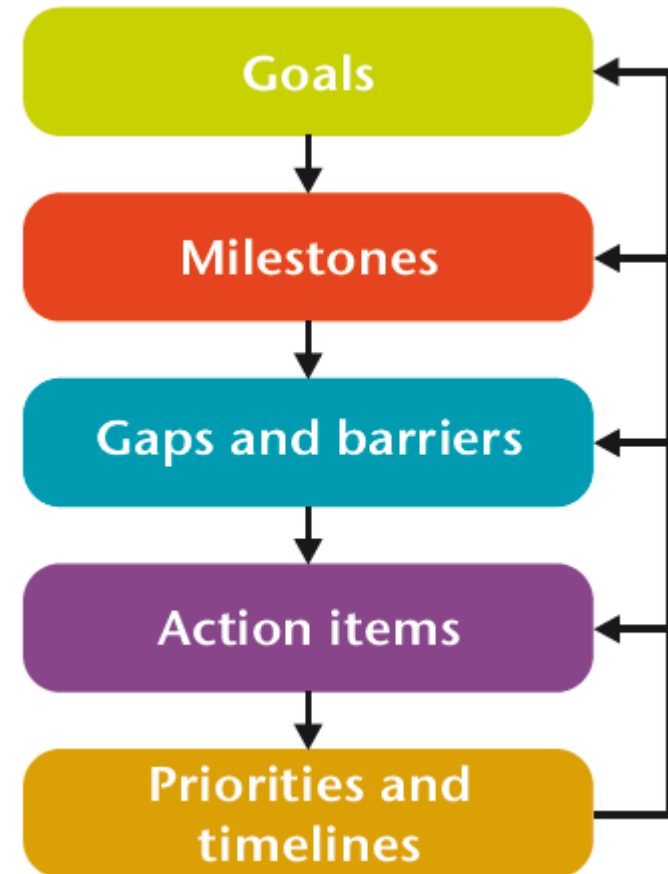 Goals
Milestones
Gaps and barriers
Action items
Priorities and
timelines